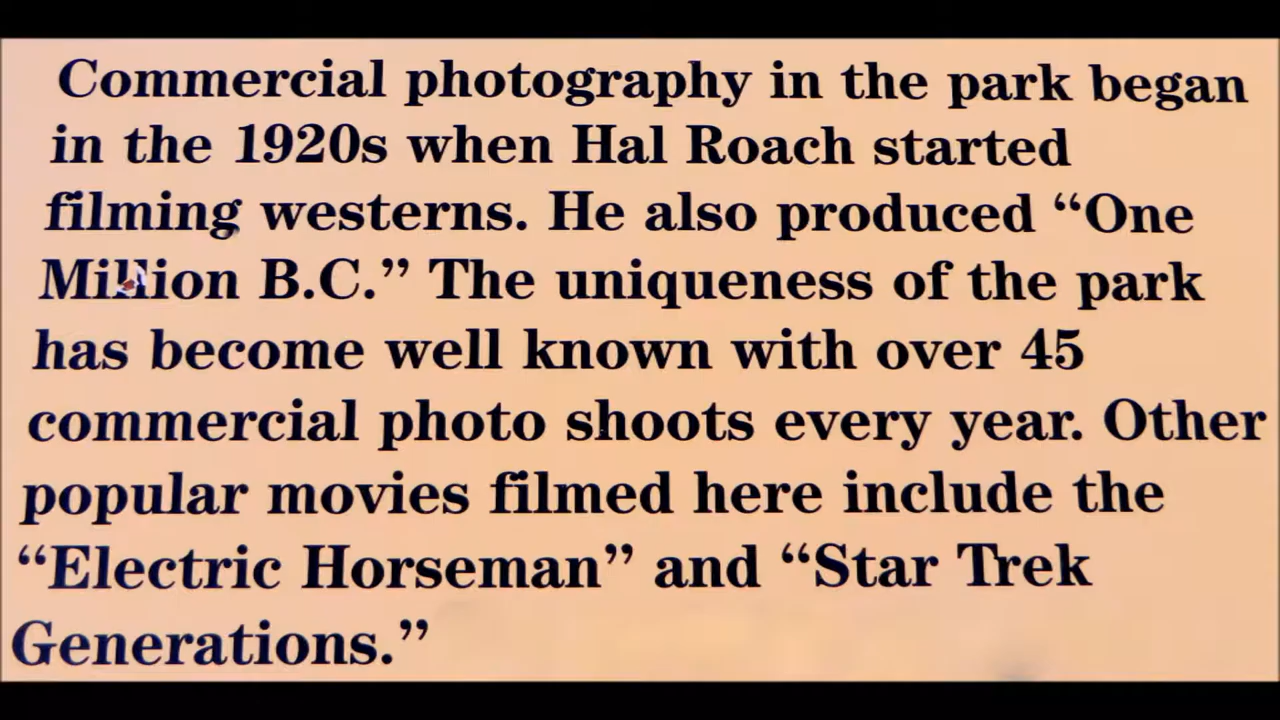 Commercial photography in the park began
in the 1920s when Hal Roach started
filming westerns. He also produced “One
Million B.C.” The uniqueness of the park
has become well known with over 45
commercial photo shoots every year. Other
popular movies filmed here include the
“Electric Horseman” and “Star Trek
Generations.”